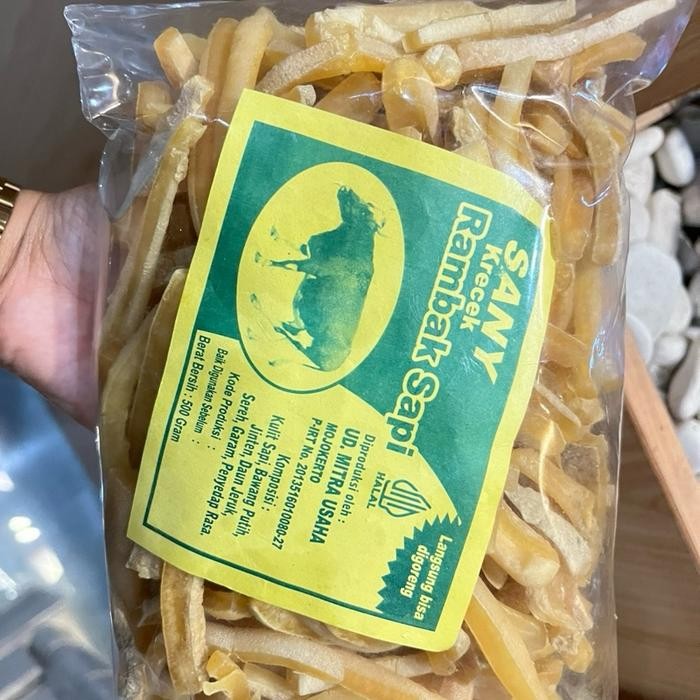 SANY
Krecek
Rambak Sapi
Diproduksi oleh :
UD. MITRA USAHA
MOJOKERTO
P-IRT No. 2013516010080-27
HALAL
Langsung bisa
digoreng
Komposisi :
Kulit Sapi, Bawang Putih,
Jinten, Daun Jeruk,
Sereh, Garam, Penyedap Rasa.
Kode Produksi :
Baik Digunakan Sebelum :
Berat Bersih : 500 Gram